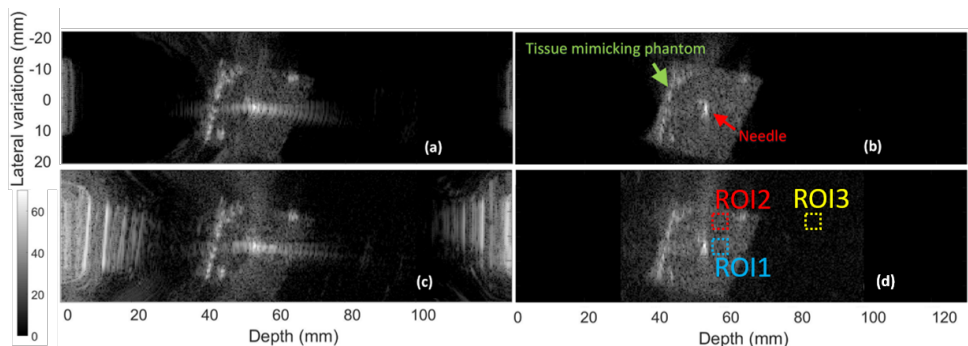 Lateral variations (mm)
-20
-10
0
10
20
Tissue mimicking phantom
Needle
(a)
(b)
60
40
20
0
ROI2
ROI3
ROI1
(c)
(d)
0 20 40 60 80 100
0 20 40 60 80 100 120
Depth (mm)
Depth (mm)